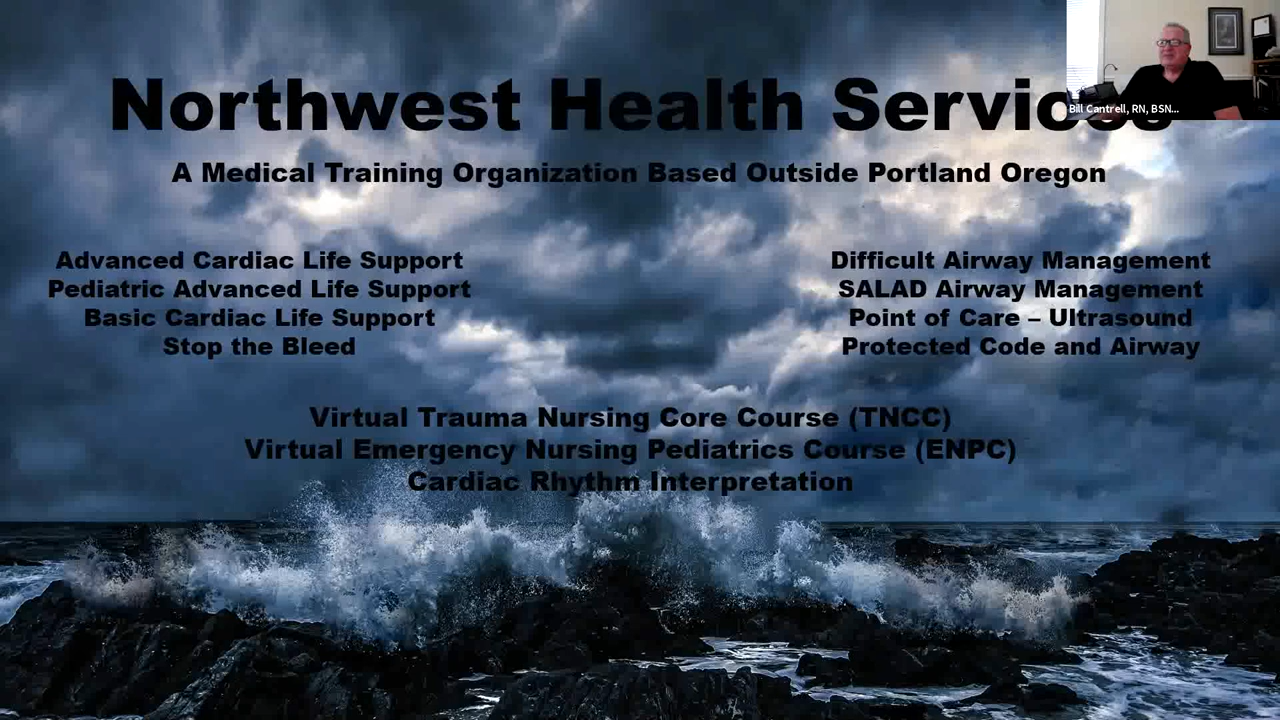 Northwest Health Services
Bill Cantrell, RN, BSN...
A Medical Training Organization Based Outside Portland Oregon
Advanced Cardiac Life Support
Pediatric Advanced Life Support
Basic Cardiac Life Support
Stop the Bleed
Difficult Airway Management
SALAD Airway Management
Point of Care – Ultrasound
Protected Code and Airway
Virtual Trauma Nursing Core Course (TNCC)
Virtual Emergency Nursing Pediatrics Course (ENPC)
Cardiac Rhythm Interpretation